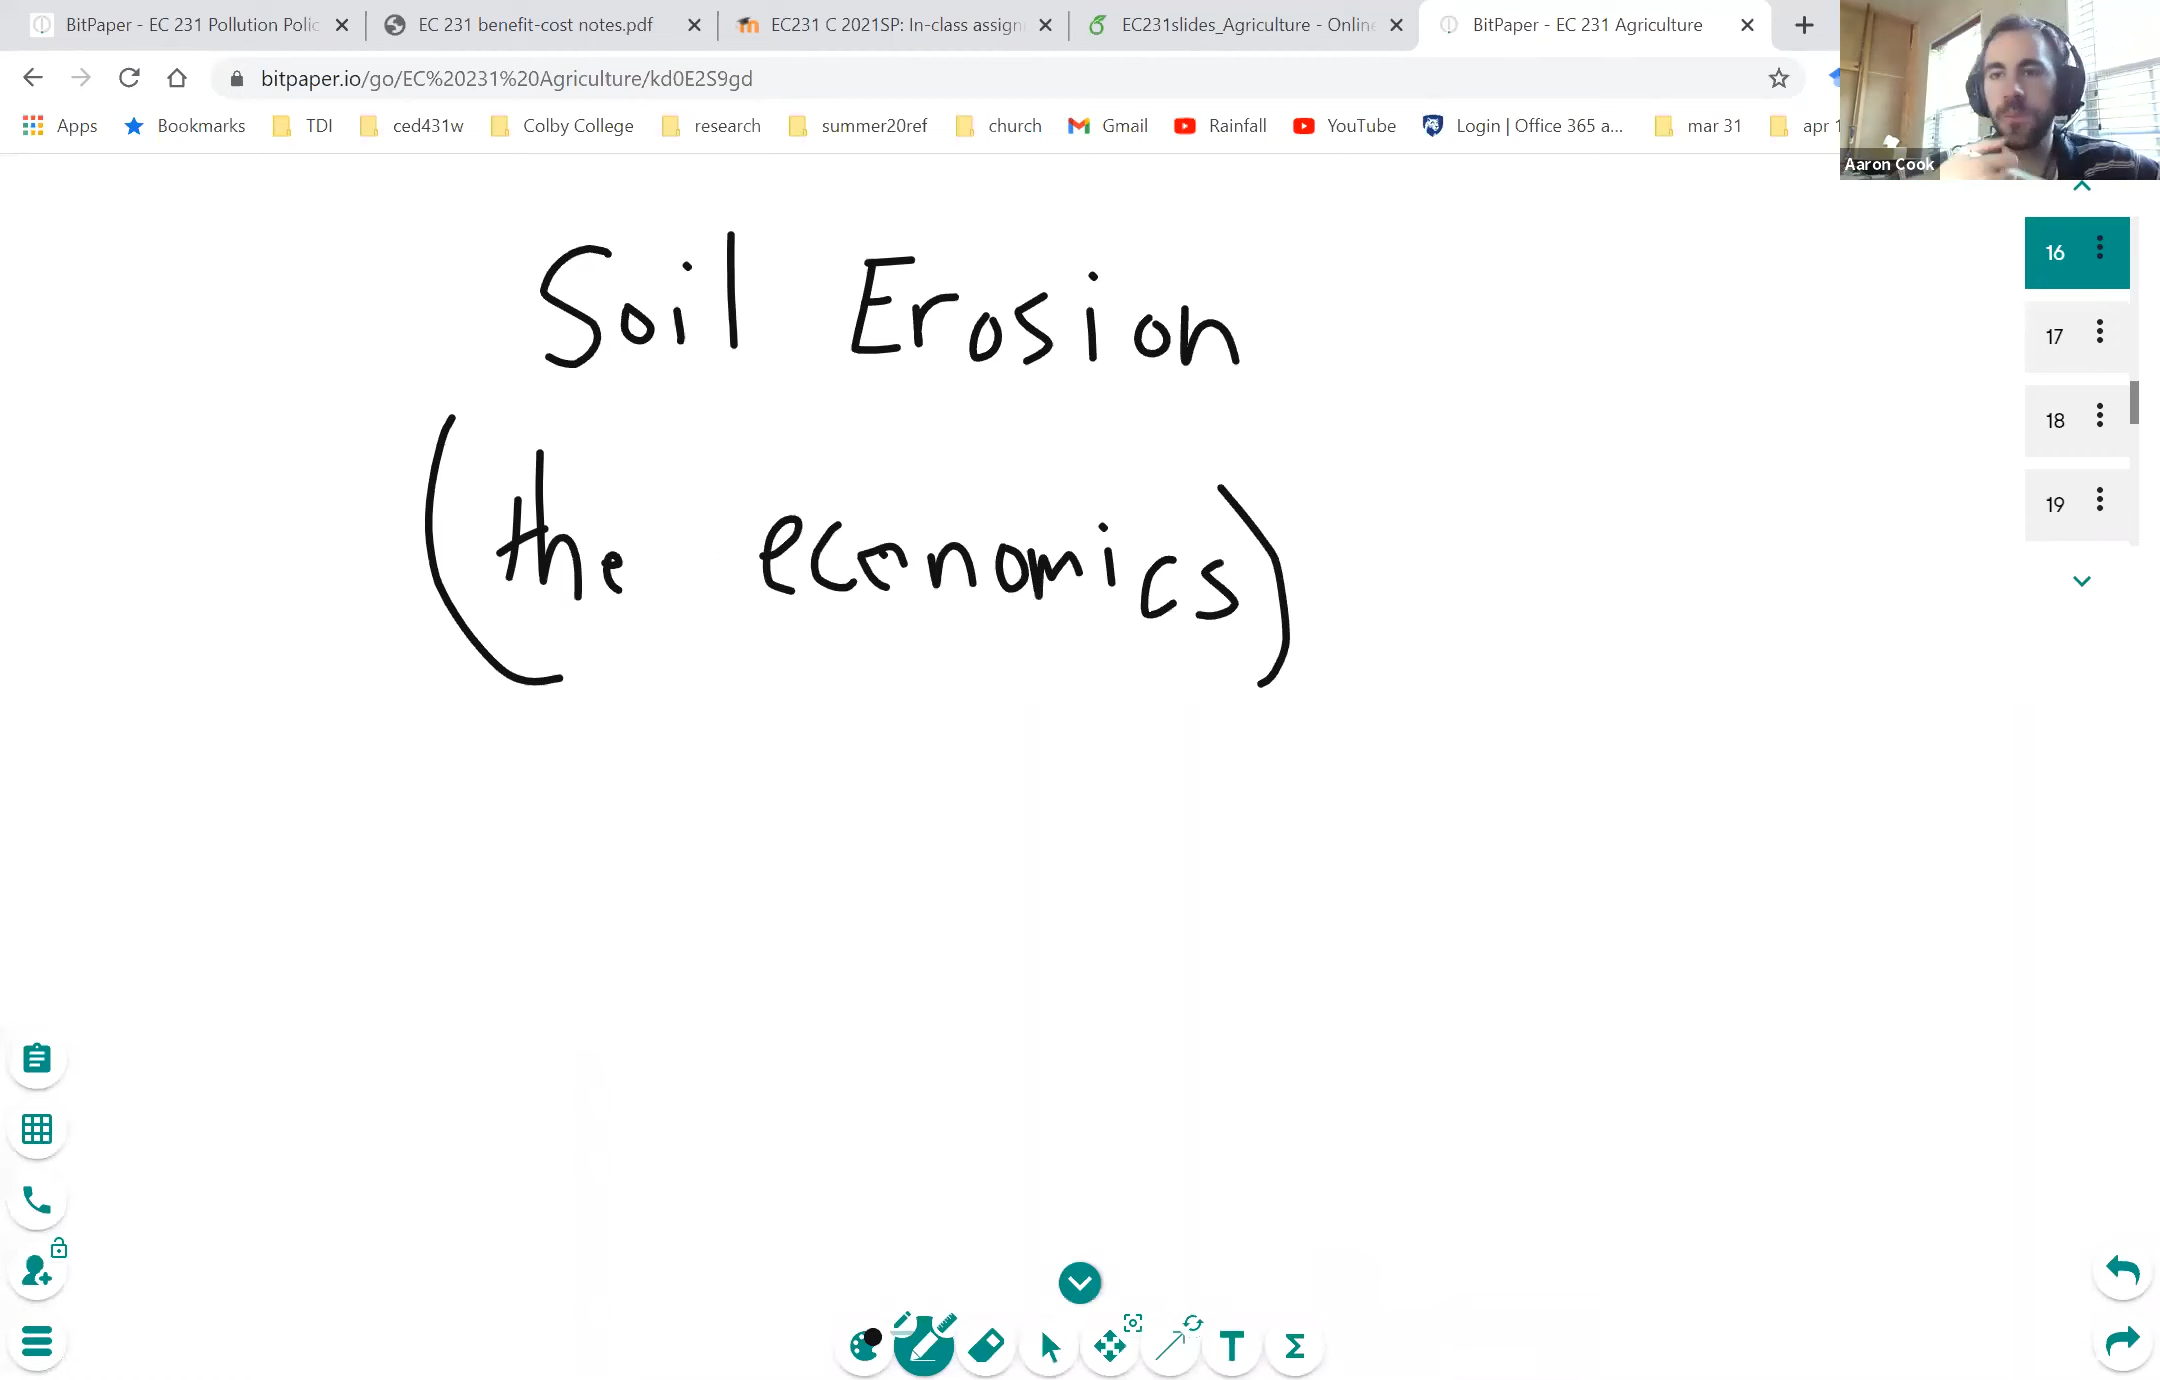 BitPaper - EC 231 Pollution Polic
EC 231 benefit-cost notes.pdf
EC231 C 2021SP: In-class assign
EC231slides_Agriculture - Online
BitPaper - EC 231 Agriculture
bitpaper.io/go/EC%20231%20Agriculture/kd0E2S9gd
Apps Bookmarks TDI ced431w Colby College research summer20ref church Gmail Rainfall YouTube Login | Office 365 a... mar 31 apr 1
Aaron Cook
Soil Erosion
(the economics)
16
17
18
19
T Σ